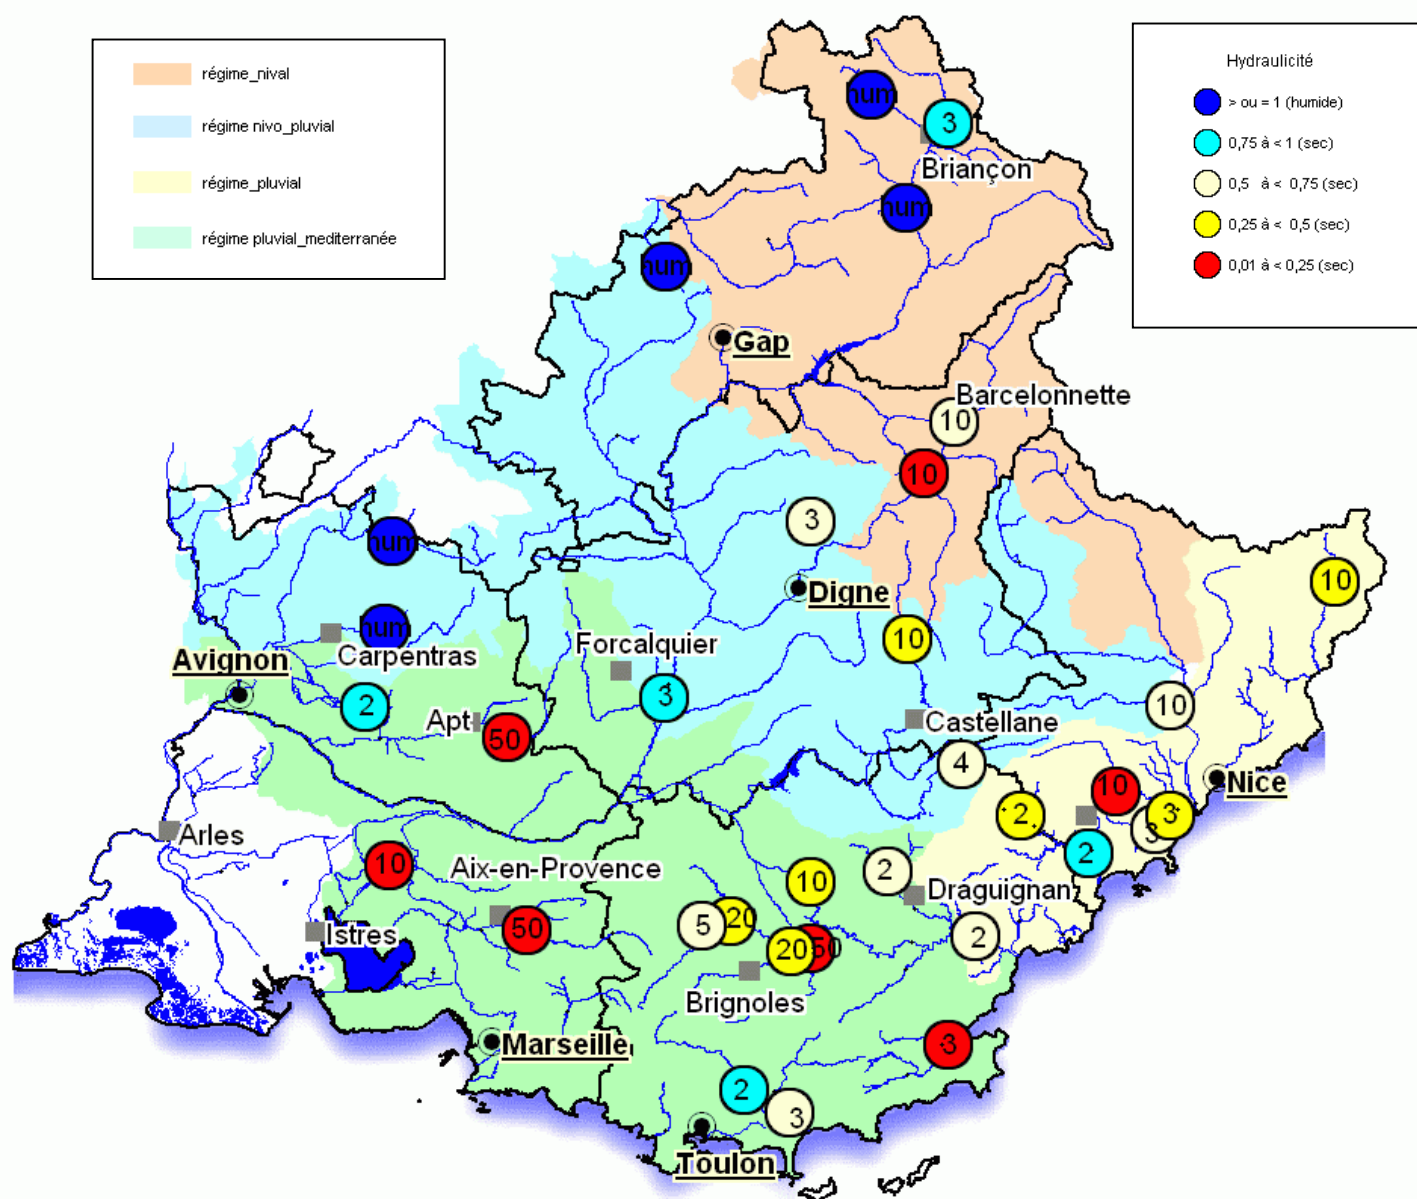 régime_nival
régime nivo_pluvial
régime_pluvial
régime pluvial_mediterranée
Hydraulicité
> ou = 1 (humide)
0,75 à < 1 (sec)
0,5 à < 0,75 (sec)
0,25 à < 0,5 (sec)
0,01 à < 0,25 (sec)
hum
3
Briançon
hum
hum
Gap
Barcelonnette
10
10
3
hum
10
Digne
hum
10
Carpentras
Forcalquier
Avignon
2
3
10
Apt
50
Castellane
4
Nice
10
2
3
3
Arles
2
10
Aix-en-Provence
2
10
Draguignan
5
20
50
Istres
20
50
2
Brignoles
Marseille
3
2
3
Toulon